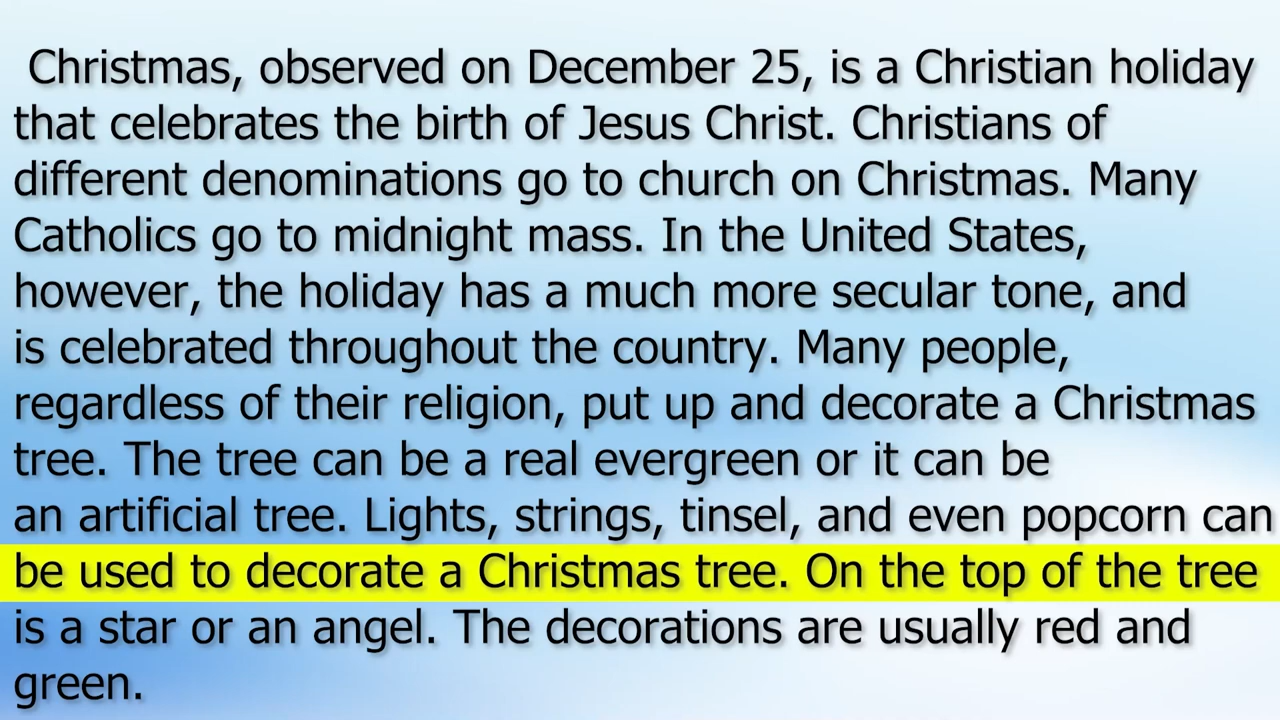 Christmas, observed on December 25, is a Christian holiday
that celebrates the birth of Jesus Christ. Christians of
different denominations go to church on Christmas. Many
Catholics go to midnight mass. In the United States,
however, the holiday has a much more secular tone, and
is celebrated throughout the country. Many people,
regardless of their religion, put up and decorate a Christmas
tree. The tree can be a real evergreen or it can be
an artificial tree. Lights, strings, tinsel, and even popcorn can
be used to decorate a Christmas tree. On the top of the tree
is a star or an angel. The decorations are usually red and
green.